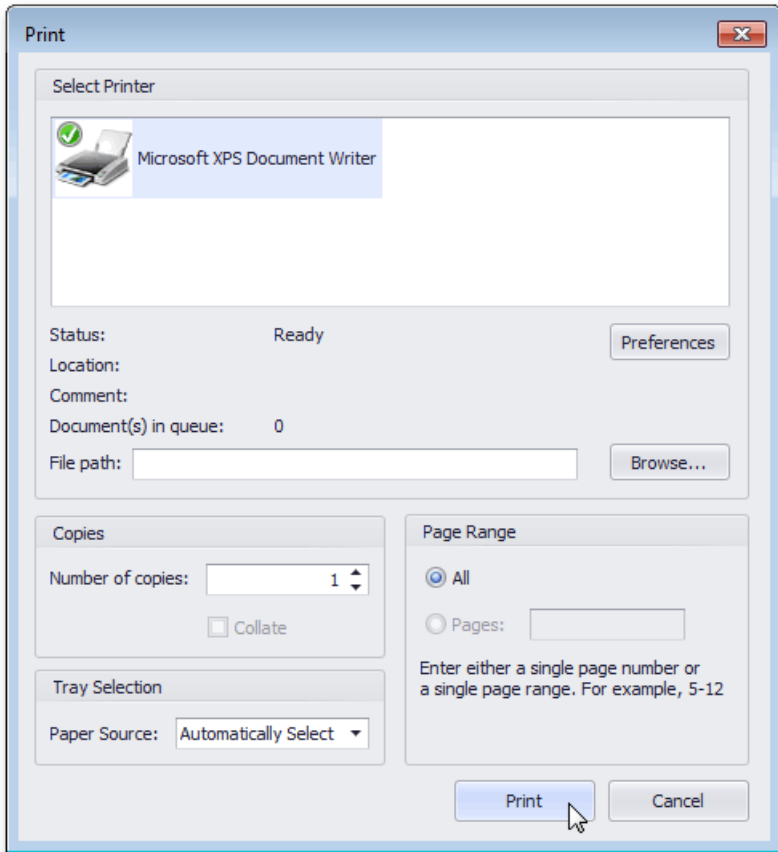 Print
Select Printer
Microsoft XPS Document Writer
Status: Ready
Preferences
Location:
Comment:
Document(s) in queue: 0
File path:
Browse...
Copies
Number of copies: 1
Collate
Tray Selection
Paper Source: Automatically Select
Page Range
All
Pages:
Enter either a single page number or
a single page range. For example, 5-12
Print
Cancel